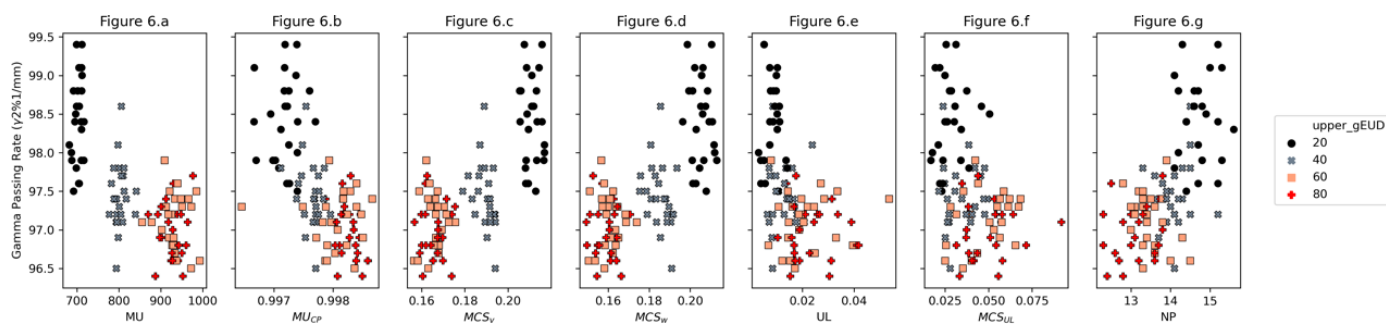 Figure 6.a Figure 6.b Figure 6.c Figure 6.d Figure 6.e Figure 6.f Figure 6.g
Gamma Passing Rate (γ2%1/mm)
99.5
99.0
98.5
98.0
97.5
97.0
96.5
700 800 900 1000 0.997 0.998 0.16 0.18 0.20 0.16 0.18 0.20 0.02 0.04 0.025 0.050 0.075 13 14 15
MU MU_CP MCS_v MCS_w UL MCS_UL NP
upper_gEUD
20
40
60
80